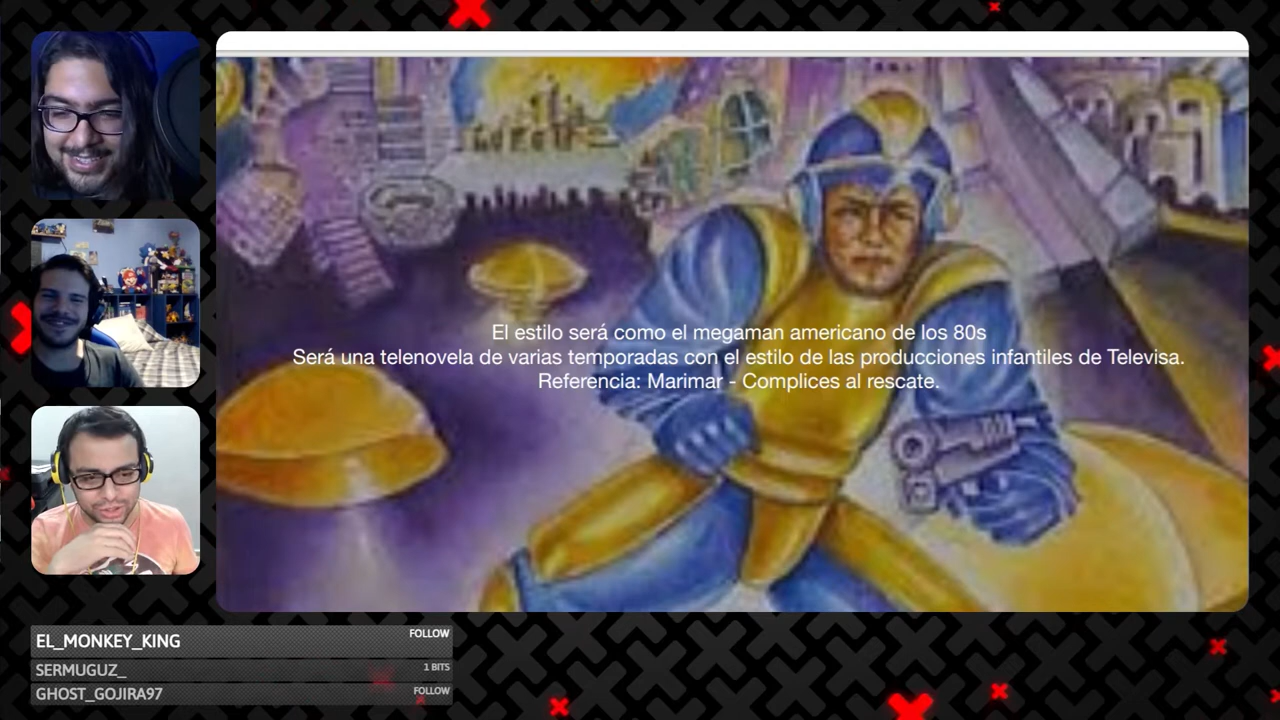 El estilo será como el megaman americano de los 80s
Será una telenovela de varias temporadas con el estilo de las producciones infantiles de Televisa.
Referencia: Marimar - Complices al rescate.
EL_MONKEY_KING FOLLOW
SERMUGUZ_ 1 BITS
GHOST_GOJIRA97 FOLLOW